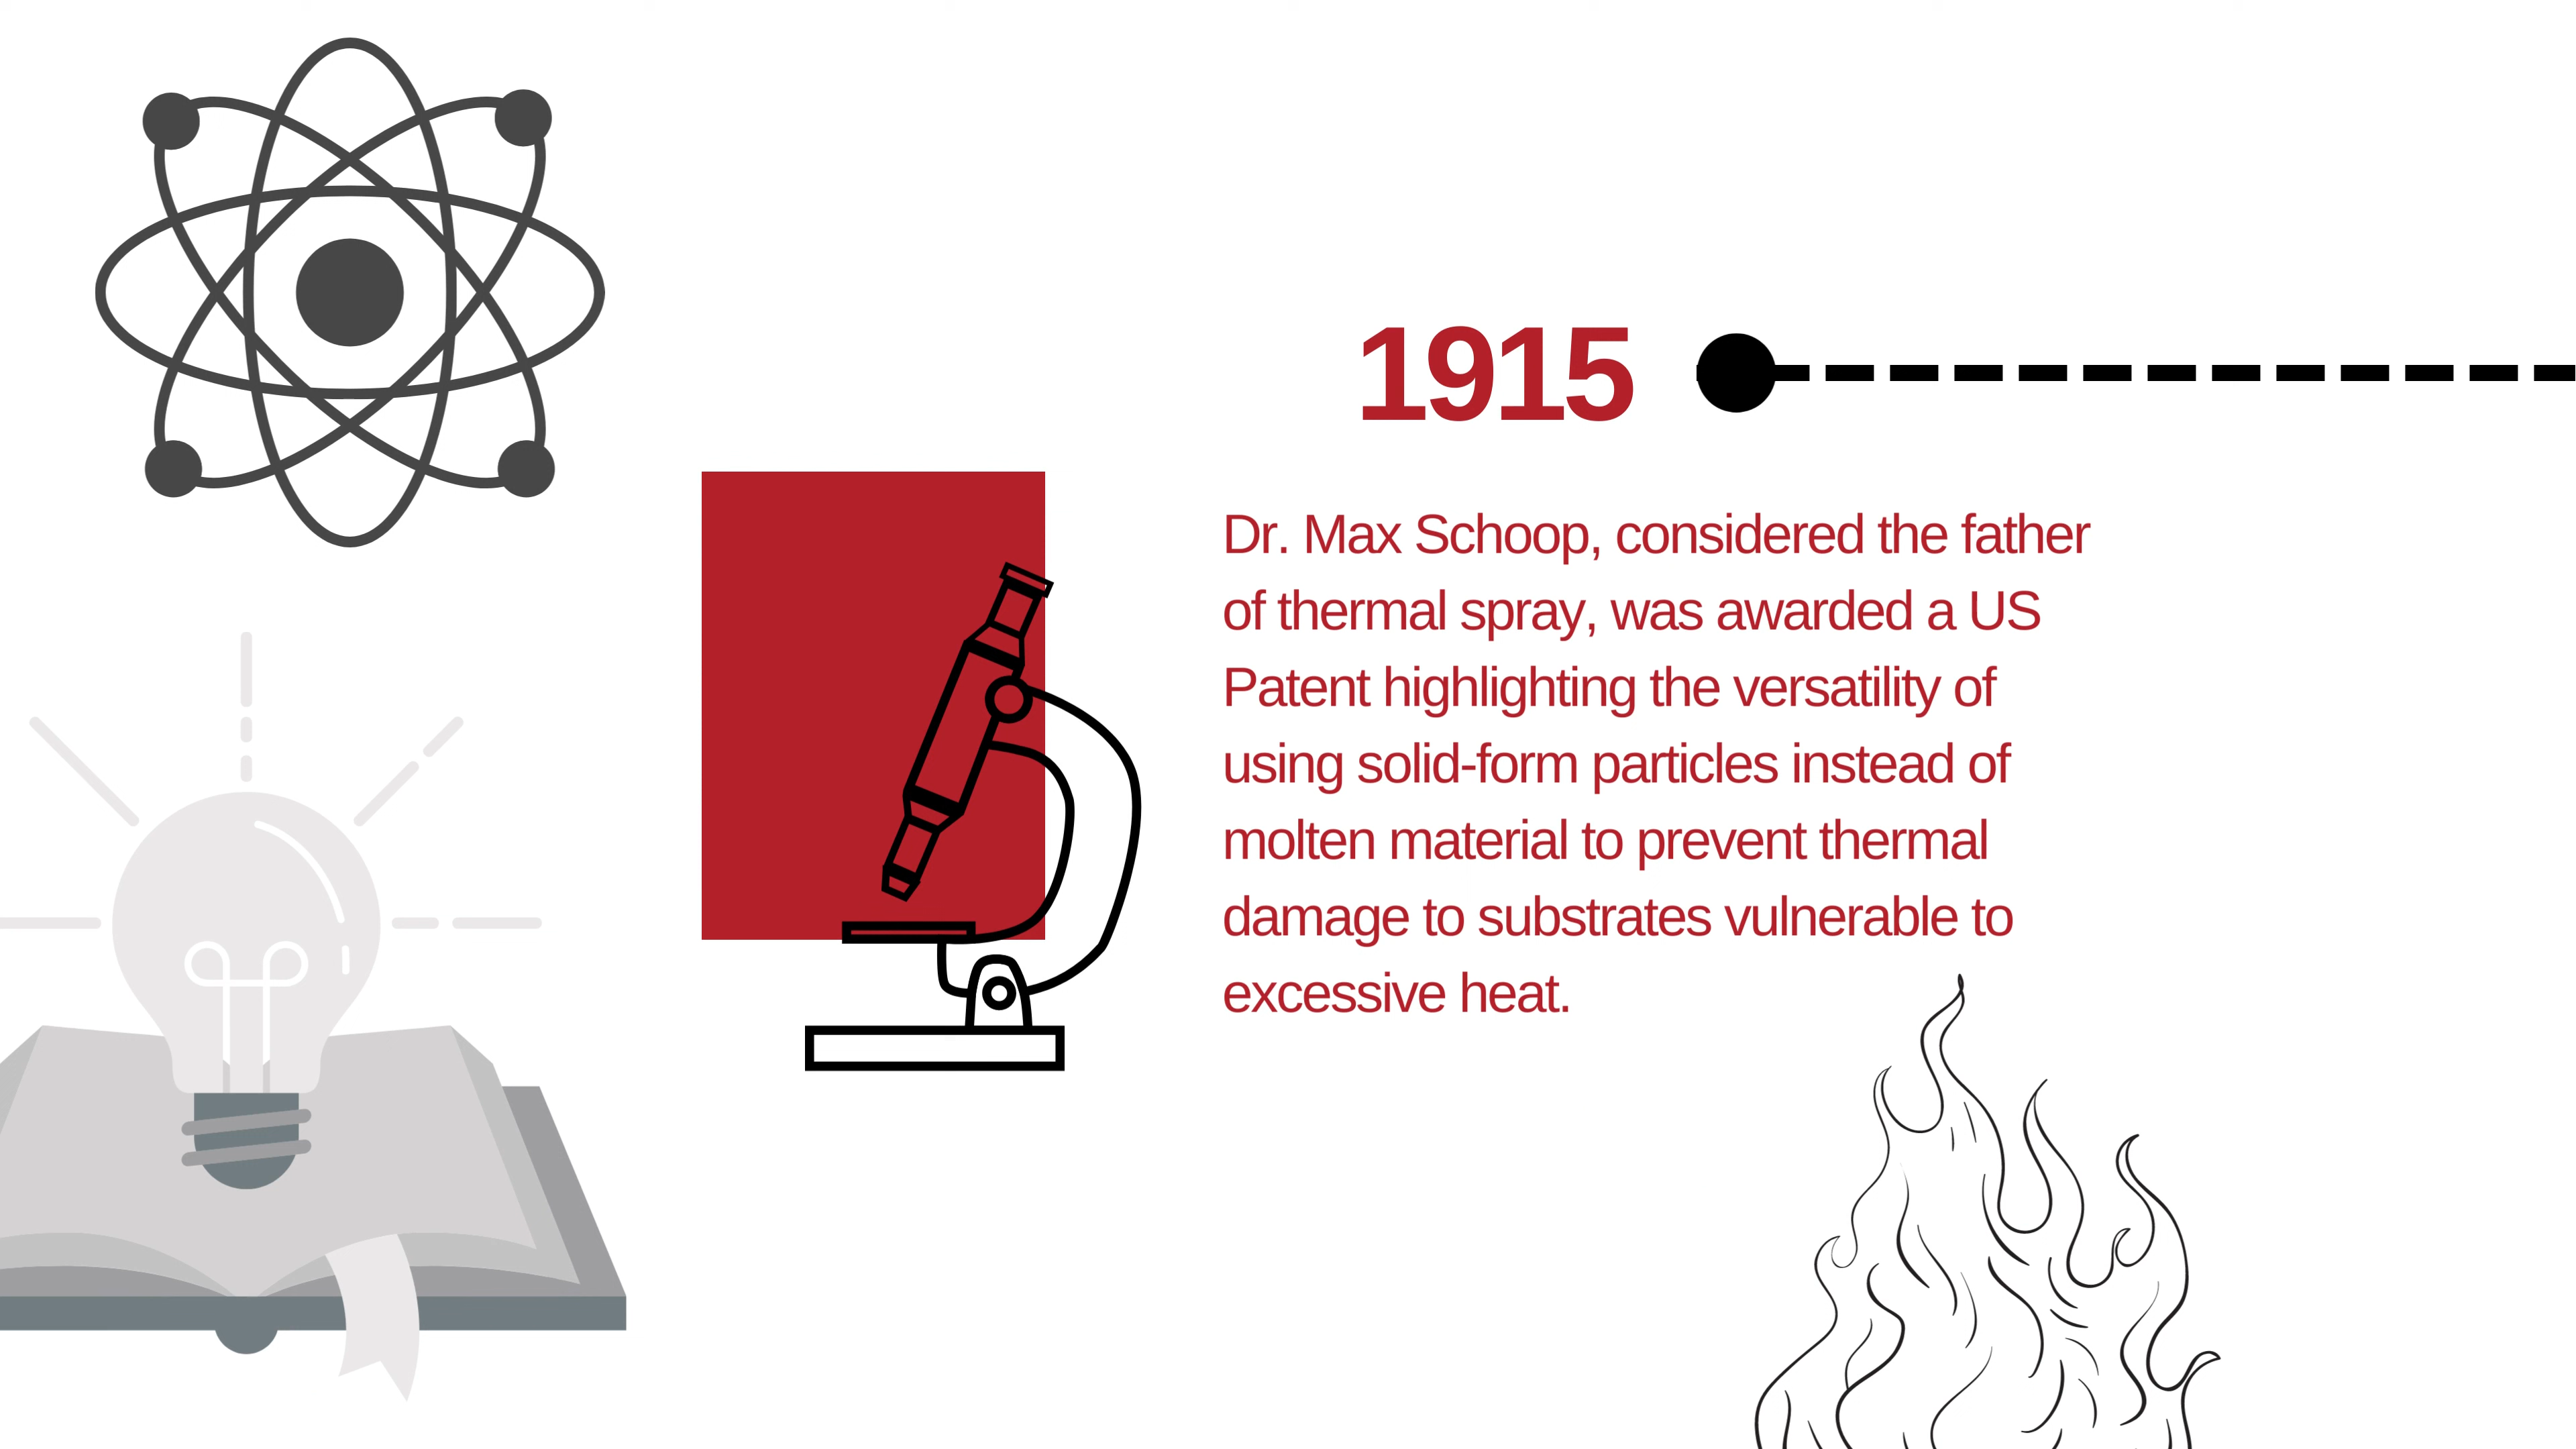 1915
Dr. Max Schoop, considered the father
of thermal spray, was awarded a US
Patent highlighting the versatility of
using solid-form particles instead of
molten material to prevent thermal
damage to substrates vulnerable to
excessive heat.